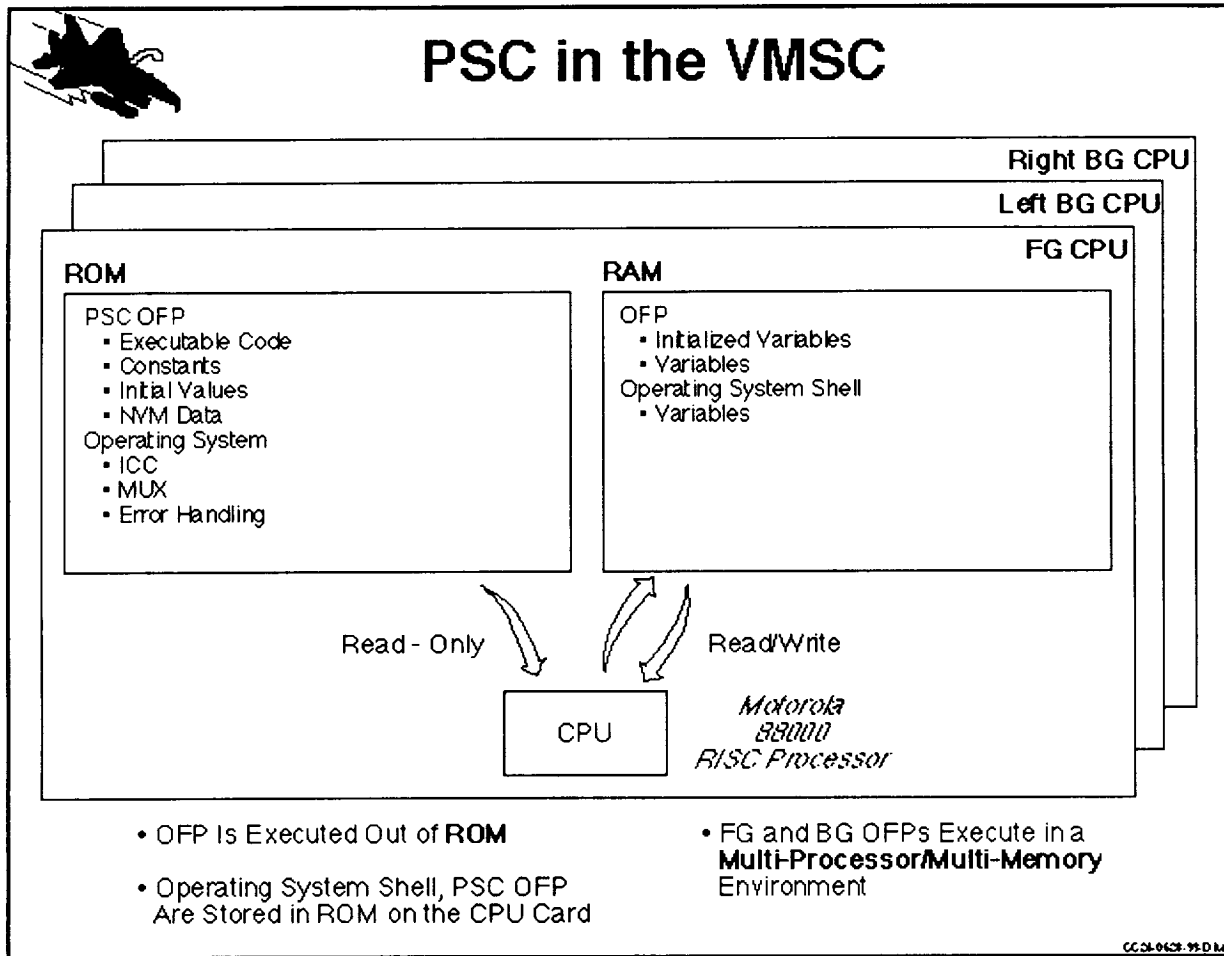 PSC in the VMSC
Right BG CPU
Left BG CPU
FG CPU
ROM
PSC OFP
▪ Executable Code
▪ Constants
▪ Initial Values
▪ NVM Data
Operating System
▪ ICC
▪ MUX
▪ Error Handling
RAM
OFP
▪ Initialized Variables
▪ Variables
Operating System Shell
▪ Variables
Read - Only
Read/Write
CPU
Motorola
88000
RISC Processor
• OFP Is Executed Out of ROM
• Operating System Shell, PSC OFP
Are Stored in ROM on the CPU Card
• FG and BG OFPs Execute in a
Multi-Processor/Multi-Memory
Environment